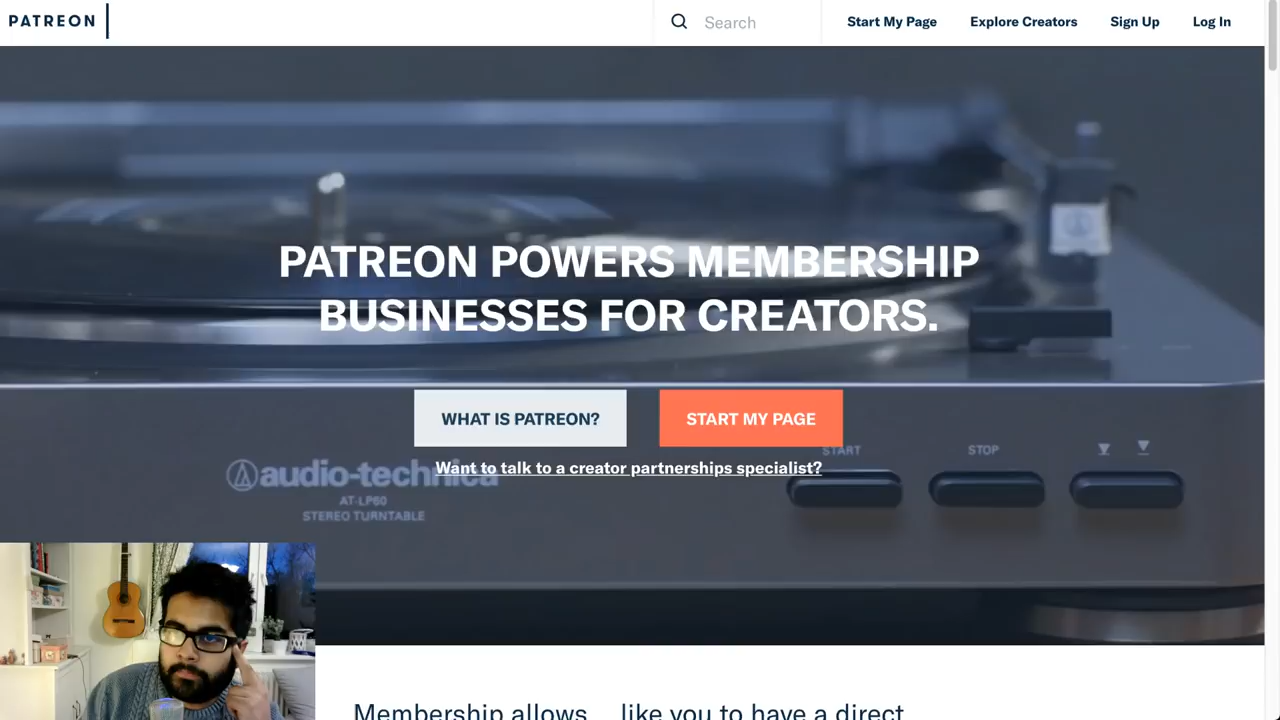 PATREON
Search
Start My Page
Explore Creators
Sign Up
Log In
PATREON POWERS MEMBERSHIP
BUSINESSES FOR CREATORS.
WHAT IS PATREON?
START MY PAGE
Want to talk to a creator partnerships specialist?
audio-technica
AT-LP60
STEREO TURNTABLE
START
STOP
Membership allows like you to have a direct